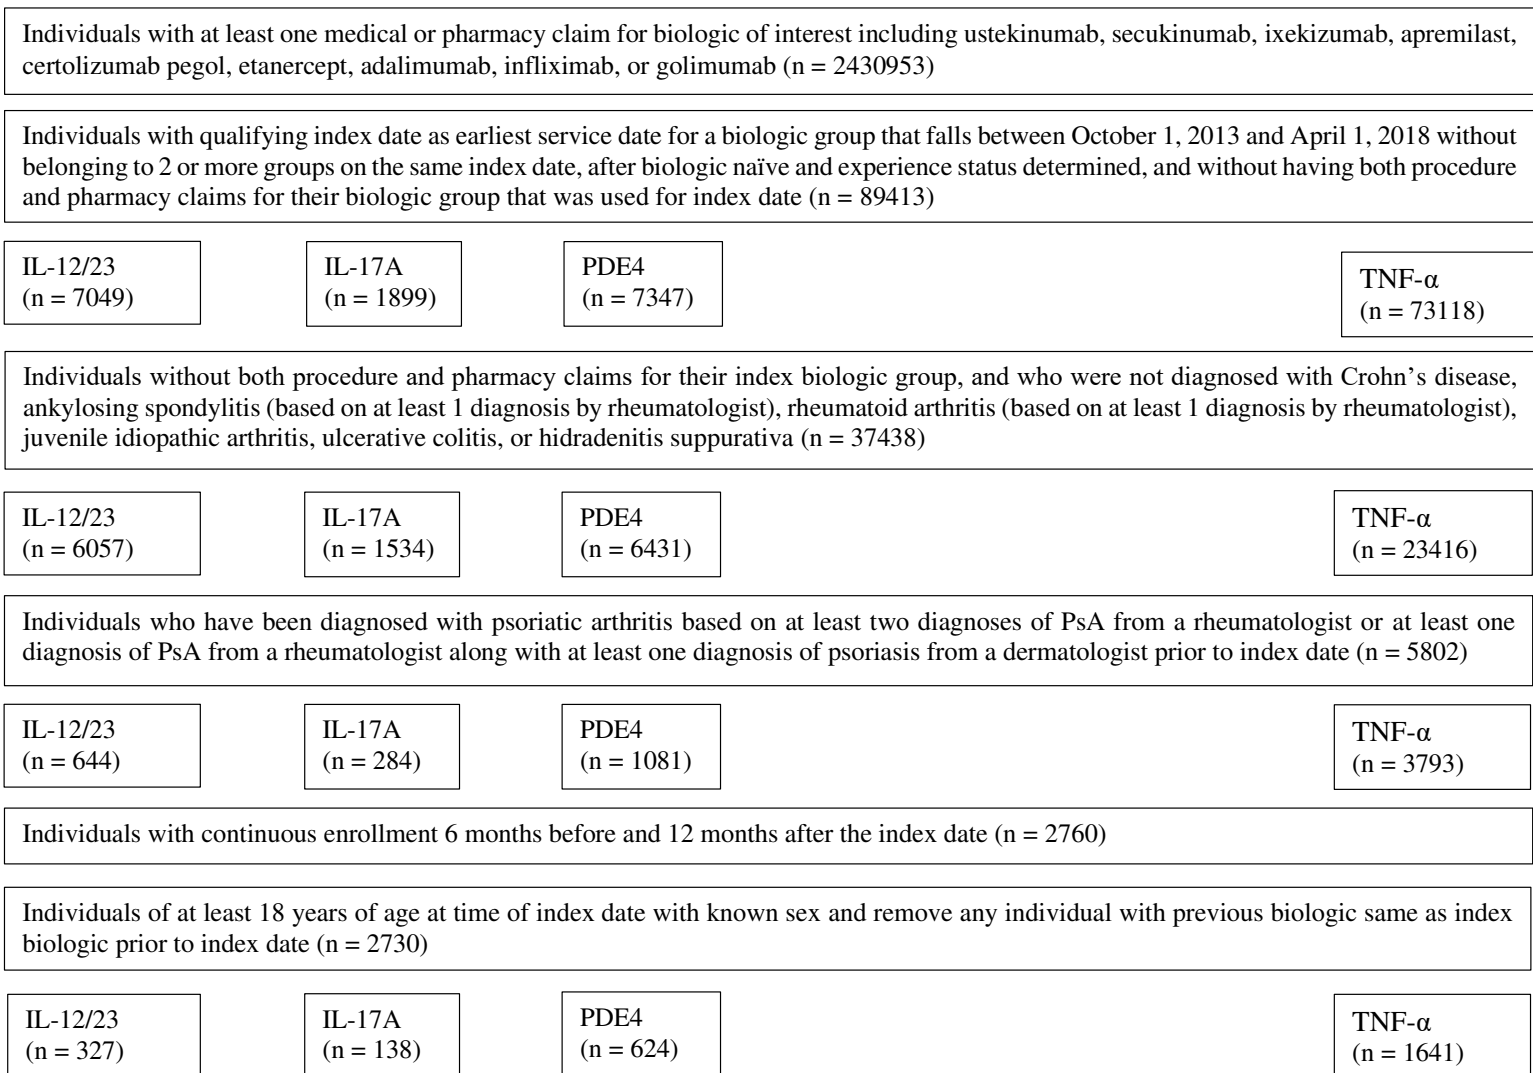 Individuals with at least one medical or pharmacy claim for biologic of interest including ustekinumab, secukinumab, ixekizumab, apremilast,
certolizumab pegol, etanercept, adalimumab, infliximab, or golimumab (n = 2430953)
Individuals with qualifying index date as earliest service date for a biologic group that falls between October 1, 2013 and April 1, 2018 without
belonging to 2 or more groups on the same index date, after biologic naïve and experience status determined, and without having both procedure
and pharmacy claims for their biologic group that was used for index date (n = 89413)
IL-12/23
(n = 7049)
IL-17A
(n = 1899)
PDE4
(n = 7347)
TNF-α
(n = 73118)
Individuals without both procedure and pharmacy claims for their index biologic group, and who were not diagnosed with Crohn’s disease,
ankylosing spondylitis (based on at least 1 diagnosis by rheumatologist), rheumatoid arthritis (based on at least 1 diagnosis by rheumatologist),
juvenile idiopathic arthritis, ulcerative colitis, or hidradenitis suppurativa (n = 37438)
IL-12/23
(n = 6057)
IL-17A
(n = 1534)
PDE4
(n = 6431)
TNF-α
(n = 23416)
Individuals who have been diagnosed with psoriatic arthritis based on at least two diagnoses of PsA from a rheumatologist or at least one
diagnosis of PsA from a rheumatologist along with at least one diagnosis of psoriasis from a dermatologist prior to index date (n = 5802)
IL-12/23
(n = 644)
IL-17A
(n = 284)
PDE4
(n = 1081)
TNF-α
(n = 3793)
Individuals with continuous enrollment 6 months before and 12 months after the index date (n = 2760)
Individuals of at least 18 years of age at time of index date with known sex and remove any individual with previous biologic same as index
biologic prior to index date (n = 2730)
IL-12/23
(n = 327)
IL-17A
(n = 138)
PDE4
(n = 624)
TNF-α
(n = 1641)